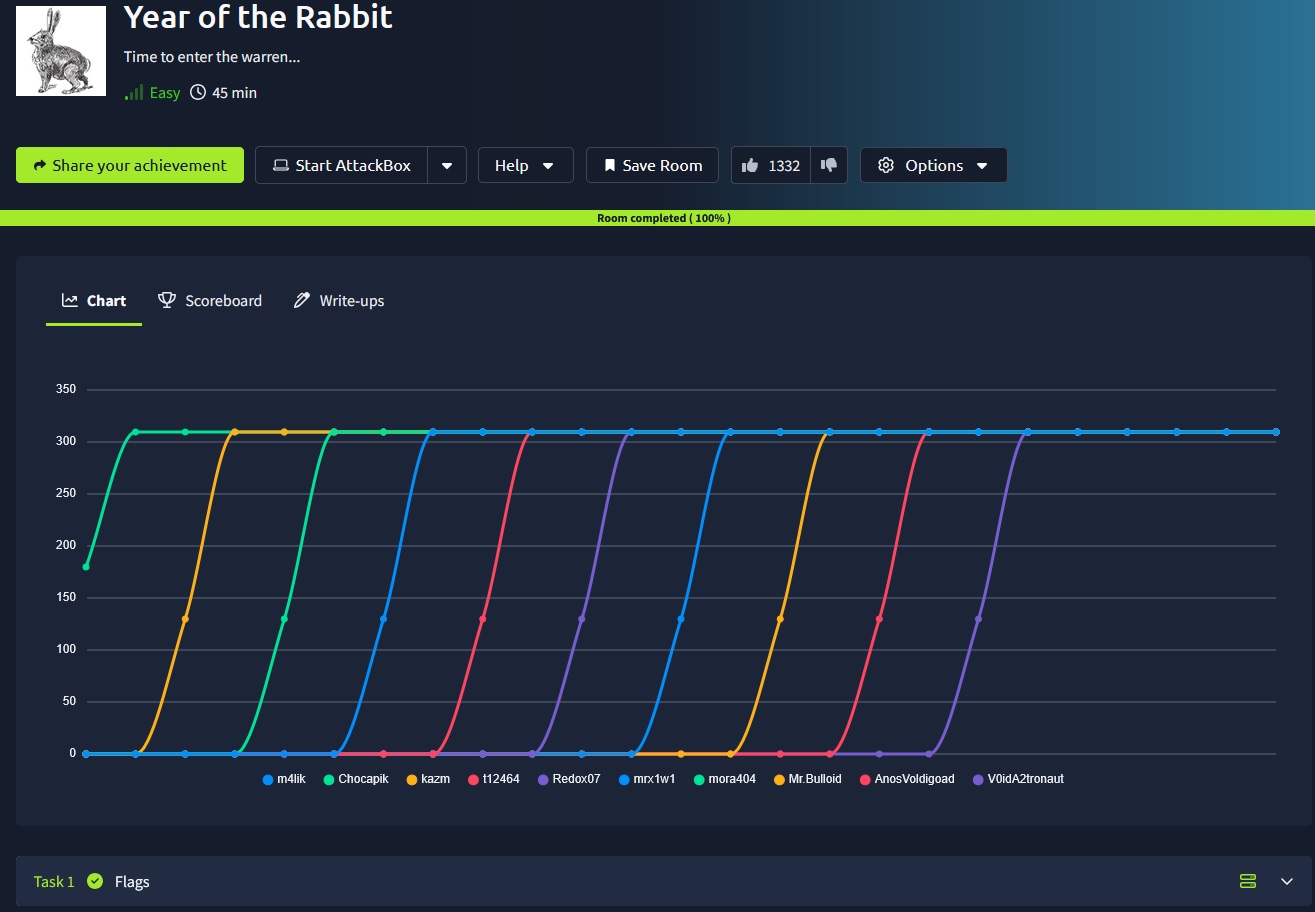 Year of the Rabbit
Time to enter the warren...
Easy 45 min
Share your achievement Start AttackBox Help Save Room 1332 Options
Room completed ( 100% )
Chart Scoreboard Write-ups
350
300
250
200
150
100
50
0
m4lik Chocapik kazm t12464 Redox07 mrx1w1 mora404 Mr.Bulloid AnosVoldigoad V0idA2tronaut
Task 1 Flags